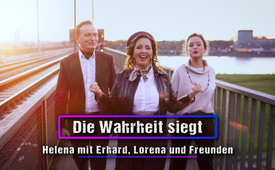 Die Wahrheit siegt
Helena mit Erhard, Lorena und Freunden